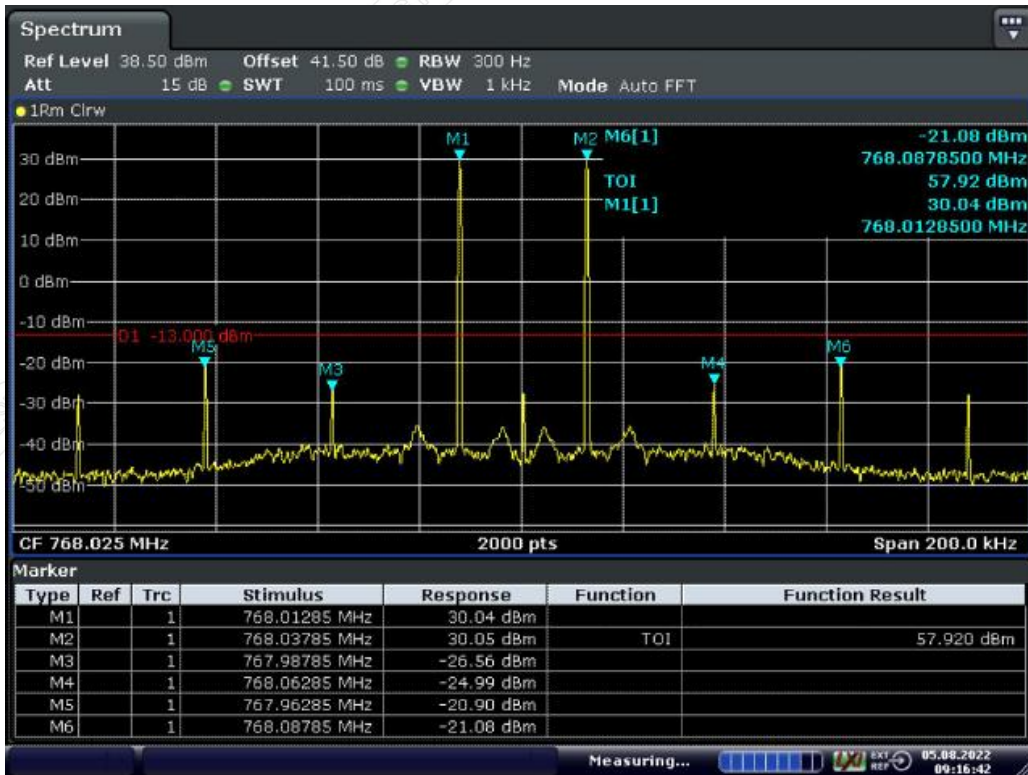 Spectrum
Ref Level 38.50 dBm Offset 41.50 dB RBW 300 Hz
Att 15 dB SWT 100 ms VBW 1 kHz Mode Auto FFT
1Rm Clrw
M1 M2 M6[1] -21.08 dBm
768.0878500 MHz
30 dBm
TOI 57.92 dBm
20 dBm
M1[1] 30.04 dBm
768.0128500 MHz
10 dBm
0 dBm
-10 dBm
D1 -13.000 dBm
M5 M6
-20 dBm
M3 M4
-30 dBm
-40 dBm
-50 dBm
CF 768.025 MHz 2000 pts Span 200.0 kHz
Marker
Type Ref Trc Stimulus Response Function Function Result
M1 1 768.01285 MHz 30.04 dBm
M2 1 768.03785 MHz 30.05 dBm TOI 57.920 dBm
M3 1 767.98785 MHz -26.56 dBm
M4 1 768.06285 MHz -24.99 dBm
M5 1 767.96285 MHz -20.90 dBm
M6 1 768.08785 MHz -21.08 dBm
Measuring... LXI EXT REF 05.08.2022
09:16:42